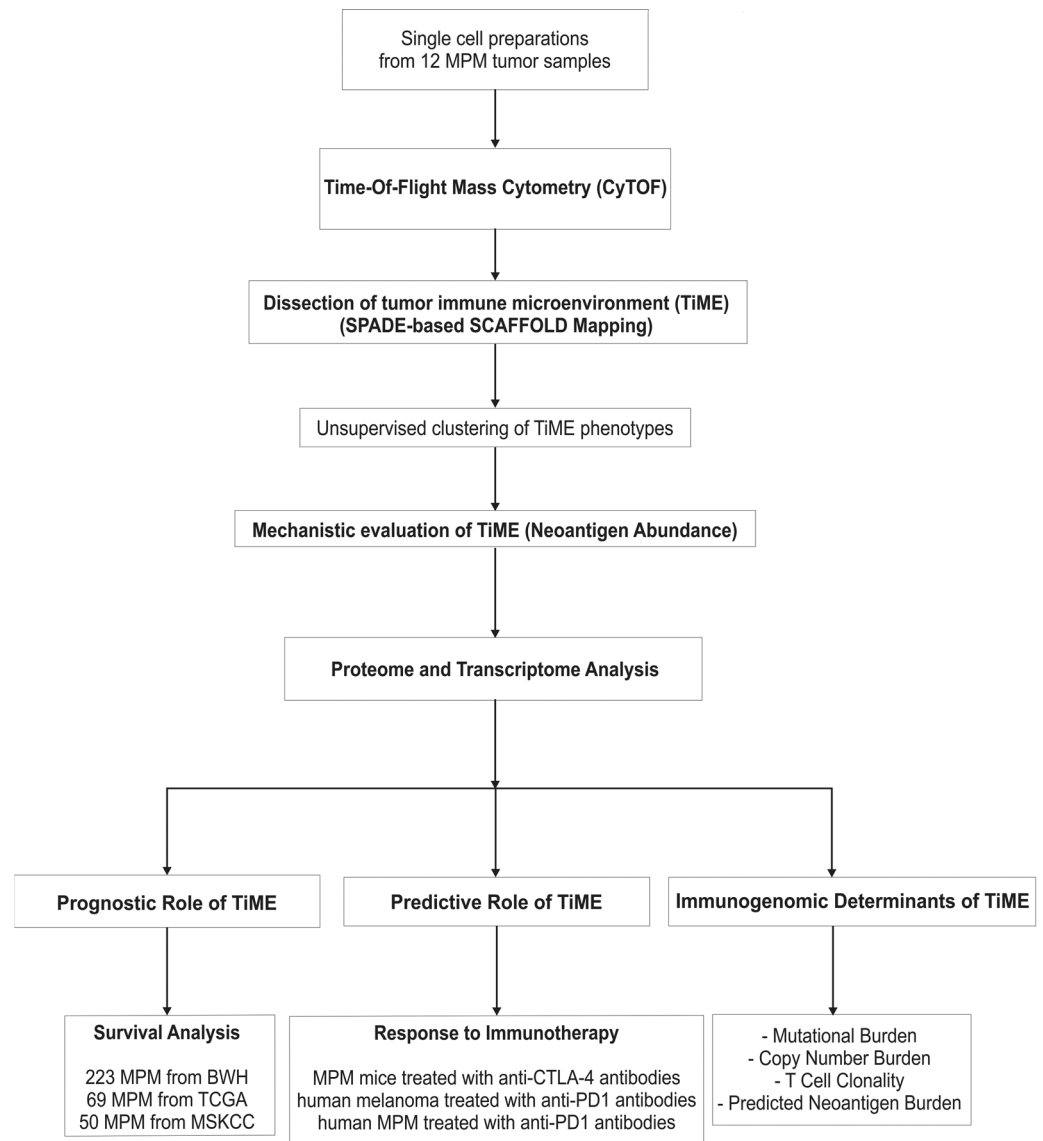 Single cell preparations
from 12 MPM tumor samples
Time-Of-Flight Mass Cytometry (CyTOF)
Dissection of tumor immune microenvironment (TiME)
(SPADE-based SCAFFOLD Mapping)
Unsupervised clustering of TiME phenotypes
Mechanistic evaluation of TiME (Neoantigen Abundance)
Proteome and Transcriptome Analysis
Prognostic Role of TiME
Predictive Role of TiME
Immunogenomic Determinants of TiME
Survival Analysis
223 MPM from BWH
69 MPM from TCGA
50 MPM from MSKCC
Response to Immunotherapy
MPM mice treated with anti-CTLA-4 antibodies
human melanoma treated with anti-PD1 antibodies
human MPM treated with anti-PD1 antibodies
- Mutational Burden
- Copy Number Burden
- T Cell Clonality
- Predicted Neoantigen Burden